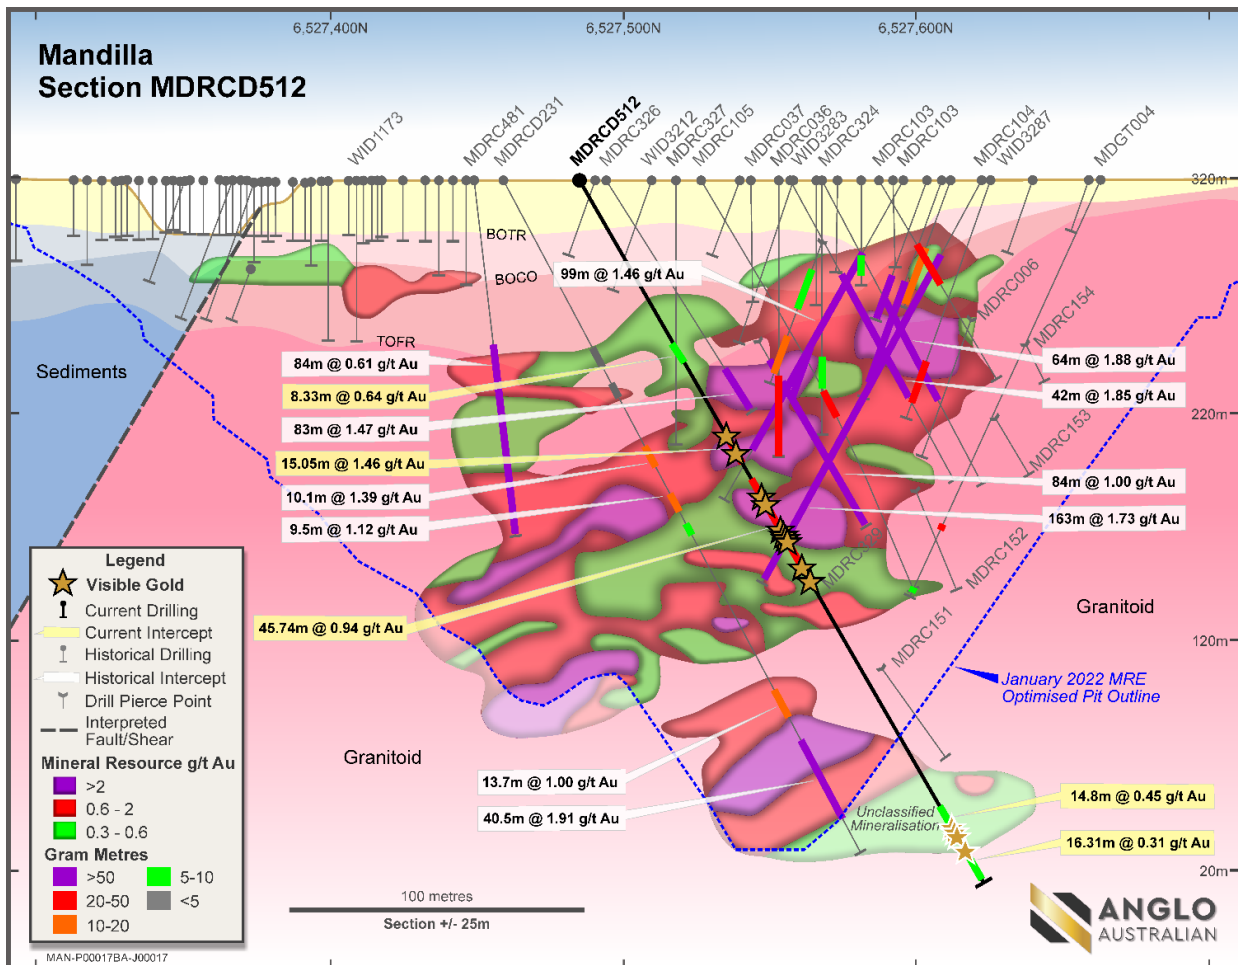 6,527,400N
6,527,500N
6,527,600N
Mandilla
Section MDRCD512
WID1173
MDRC481
MDRCD231
MDRCD512
MDRC326
WID3212
MDRC327
MDRC105
MDRC037
MDRC036
WID3283
MDRC324
MDRC103
MDRC103
MDRC104
WID3287
MDGT004
320m
BOTR
BOCO
TOFR
99m @ 1.46 g/t Au
MDRC006
MDRC154
Sediments
84m @ 0.61 g/t Au
8.33m @ 0.64 g/t Au
83m @ 1.47 g/t Au
15.05m @ 1.46 g/t Au
10.1m @ 1.39 g/t Au
9.5m @ 1.12 g/t Au
64m @ 1.88 g/t Au
42m @ 1.85 g/t Au
220m
MDRC153
84m @ 1.00 g/t Au
163m @ 1.73 g/t Au
MDRC152
MDRC151
45.74m @ 0.94 g/t Au
Granitoid
120m
January 2022 MRE
Optimised Pit Outline
Granitoid
13.7m @ 1.00 g/t Au
40.5m @ 1.91 g/t Au
Unclassified
Mineralisation
14.8m @ 0.45 g/t Au
16.31m @ 0.31 g/t Au
20m
Legend
Visible Gold
Current Drilling
Current Intercept
Historical Drilling
Historical Intercept
Drill Pierce Point
Interpreted
Fault/Shear
Mineral Resource g/t Au
>2
0.6 - 2
0.3 - 0.6
Gram Metres
>50
5-10
20-50
<5
10-20
100 metres
Section +/- 25m
ANGLO
AUSTRALIAN
MAN-P00017BA-J00017